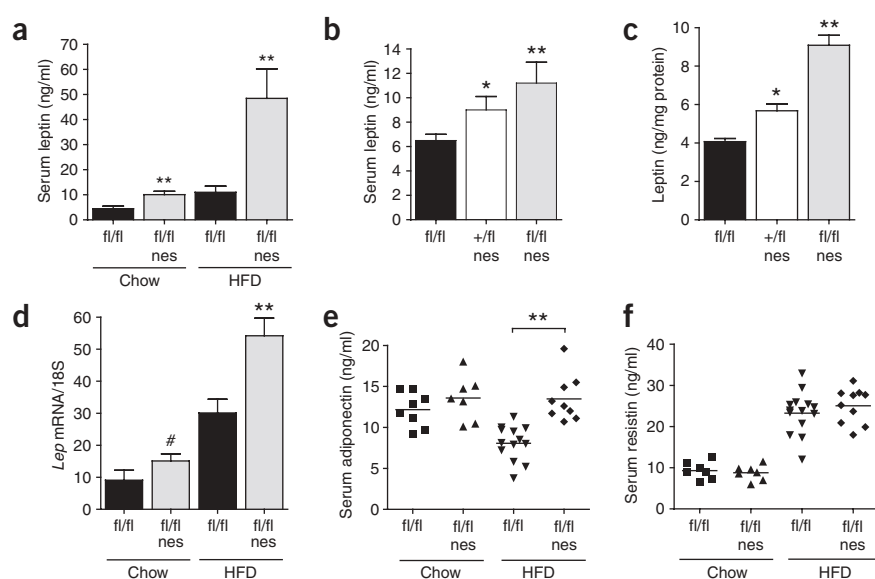 a
Serum leptin (ng/ml)
70
60
50
40
30
20
10
0
**
**
fl/fl
fl/fl
nes
fl/fl
fl/fl
nes
Chow
HFD
b
Serum leptin (ng/ml)
14
12
10
8
6
4
2
0
*
**
fl/fl
+/fl
nes
fl/fl
nes
c
Leptin (ng/mg protein)
10
8
6
4
2
0
*
**
fl/fl
+/fl
nes
fl/fl
nes
d
Lep mRNA/18S
60
50
40
30
20
10
0
#
**
fl/fl
fl/fl
nes
fl/fl
fl/fl
nes
Chow
HFD
e
Serum adiponectin (ng/ml)
20
15
10
5
0
**
fl/fl
fl/fl
nes
fl/fl
fl/fl
nes
Chow
HFD
f
Serum resistin (ng/ml)
40
30
20
10
0
fl/fl
fl/fl
nes
fl/fl
fl/fl
nes
Chow
HFD